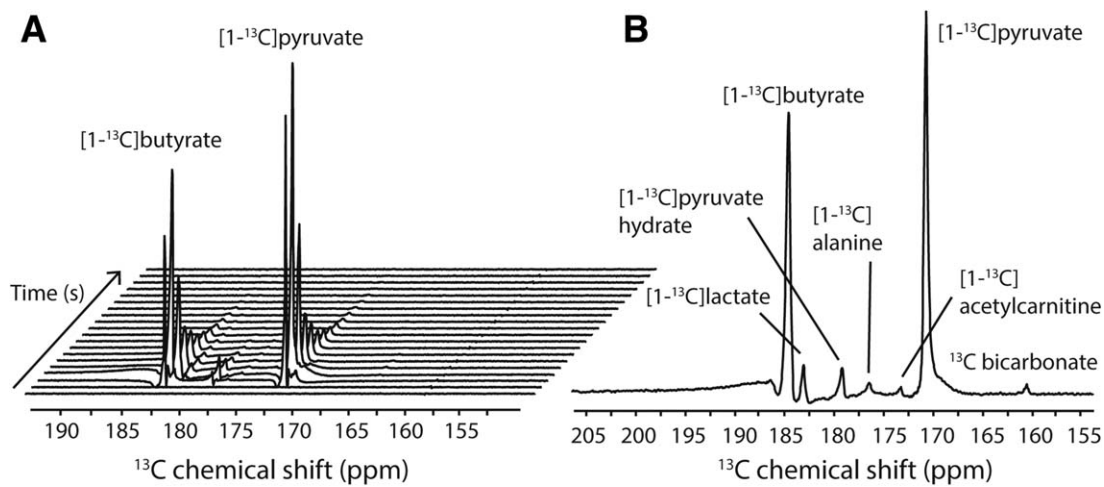 A
[1-¹³C]pyruvate
[1-¹³C]butyrate
Time (s)
190 185 180 175 170 165 160 155
¹³C chemical shift (ppm)
B
[1-¹³C]pyruvate
[1-¹³C]butyrate
[1-¹³C]pyruvate
hydrate
[1-¹³C]
alanine
[1-¹³C]lactate
[1-¹³C]
acetylcarnitine
¹³C bicarbonate
205 200 195 190 185 180 175 170 165 155
¹³C chemical shift (ppm)